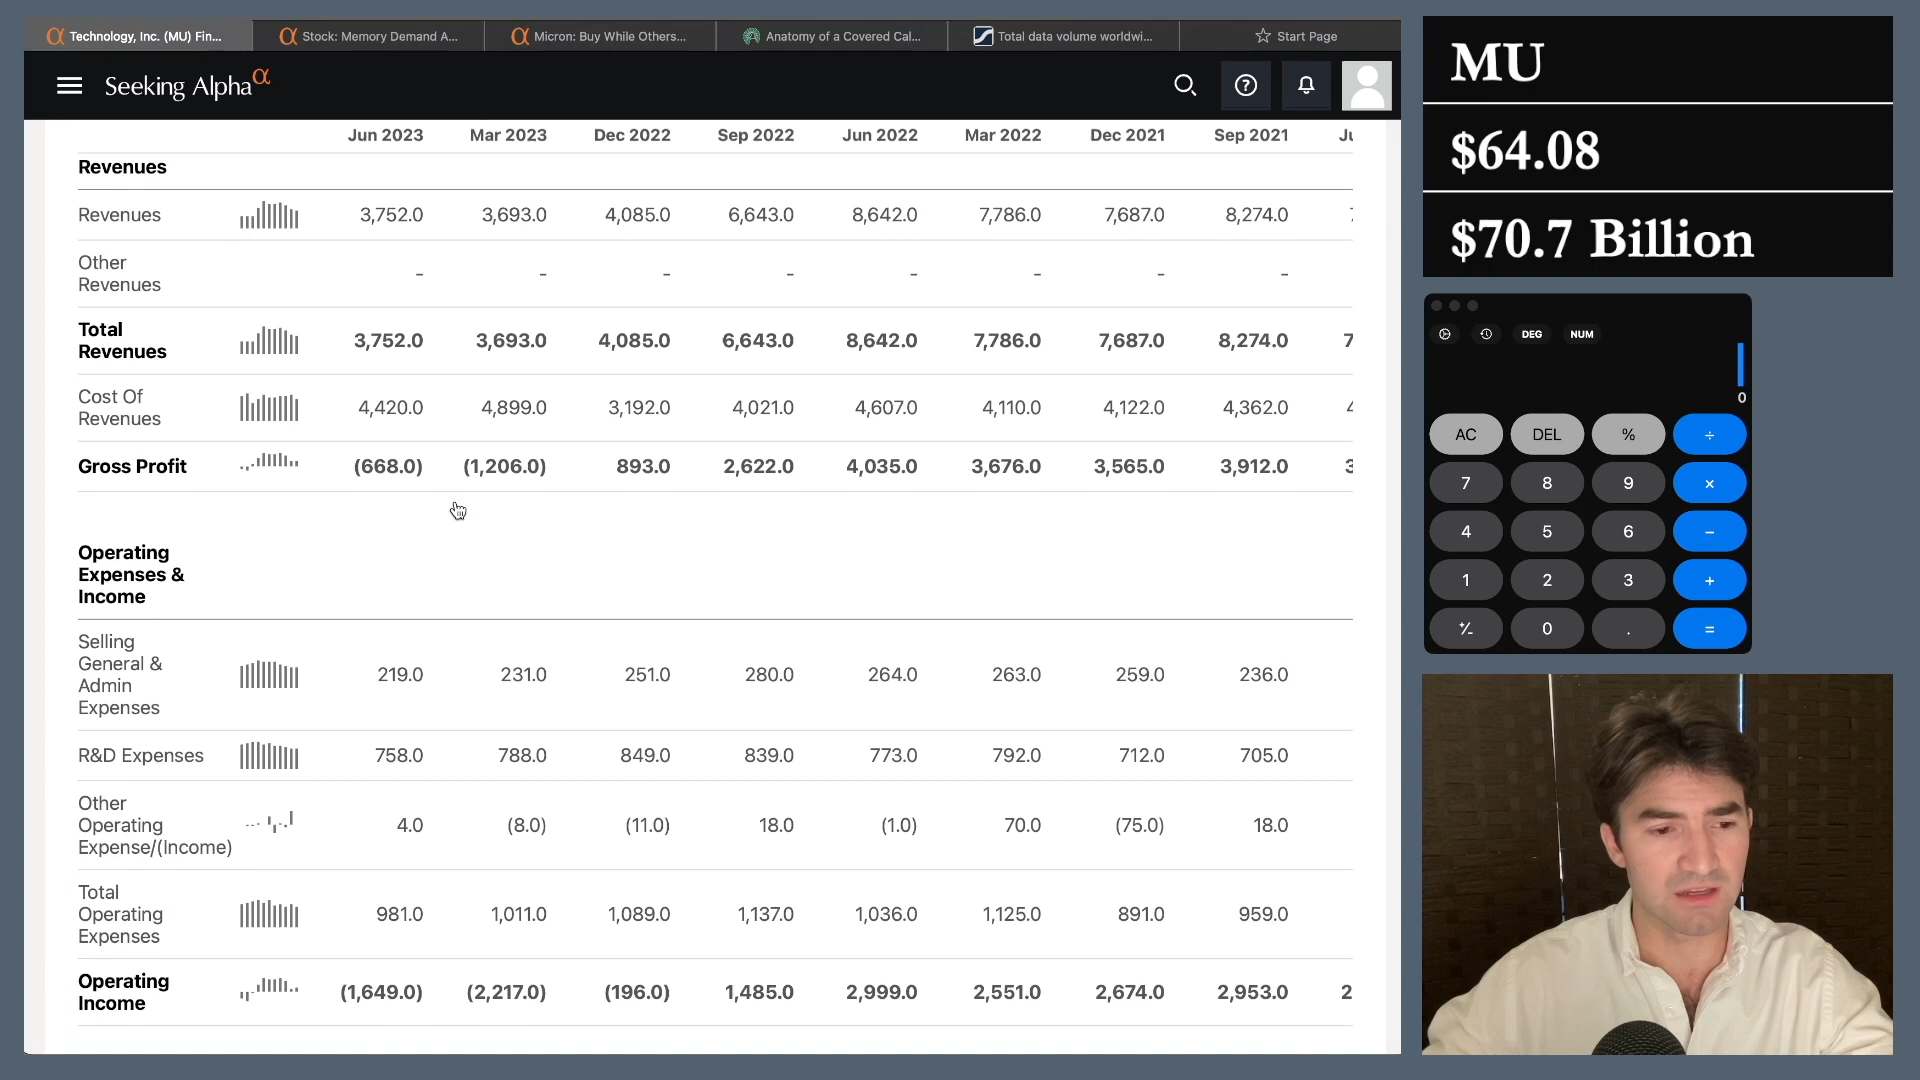 Technology, Inc. (MU) Fin...
Stock: Memory Demand A...
Micron: Buy While Others...
Anatomy of a Covered Cal...
Total data volume worldwi...
Start Page
Seeking Alpha α
Jun 2023 Mar 2023 Dec 2022 Sep 2022 Jun 2022 Mar 2022 Dec 2021 Sep 2021
Revenues
Revenues 3,752.0 3,693.0 4,085.0 6,643.0 8,642.0 7,786.0 7,687.0 8,274.0
Other
Revenues - - - - - - - -
Total
Revenues 3,752.0 3,693.0 4,085.0 6,643.0 8,642.0 7,786.0 7,687.0 8,274.0 7
Cost Of
Revenues 4,420.0 4,899.0 3,192.0 4,021.0 4,607.0 4,110.0 4,122.0 4,362.0
Gross Profit (668.0) (1,206.0) 893.0 2,622.0 4,035.0 3,676.0 3,565.0 3,912.0 3
Operating
Expenses &
Income
Selling
General &
Admin
Expenses 219.0 231.0 251.0 280.0 264.0 263.0 259.0 236.0
R&D Expenses 758.0 788.0 849.0 839.0 773.0 792.0 712.0 705.0
Other
Operating
Expense/(Income) 4.0 (8.0) (11.0) 18.0 (1.0) 70.0 (75.0) 18.0
Total
Operating
Expenses 981.0 1,011.0 1,089.0 1,137.0 1,036.0 1,125.0 891.0 959.0
Operating
Income (1,649.0) (2,217.0) (196.0) 1,485.0 2,999.0 2,551.0 2,674.0 2,953.0 2
MU
$64.08
$70.7 Billion
DEG NUM
0
AC DEL % ÷
7 8 9 ×
4 5 6 −
1 2 3 +
⁺∕₋ 0 . =